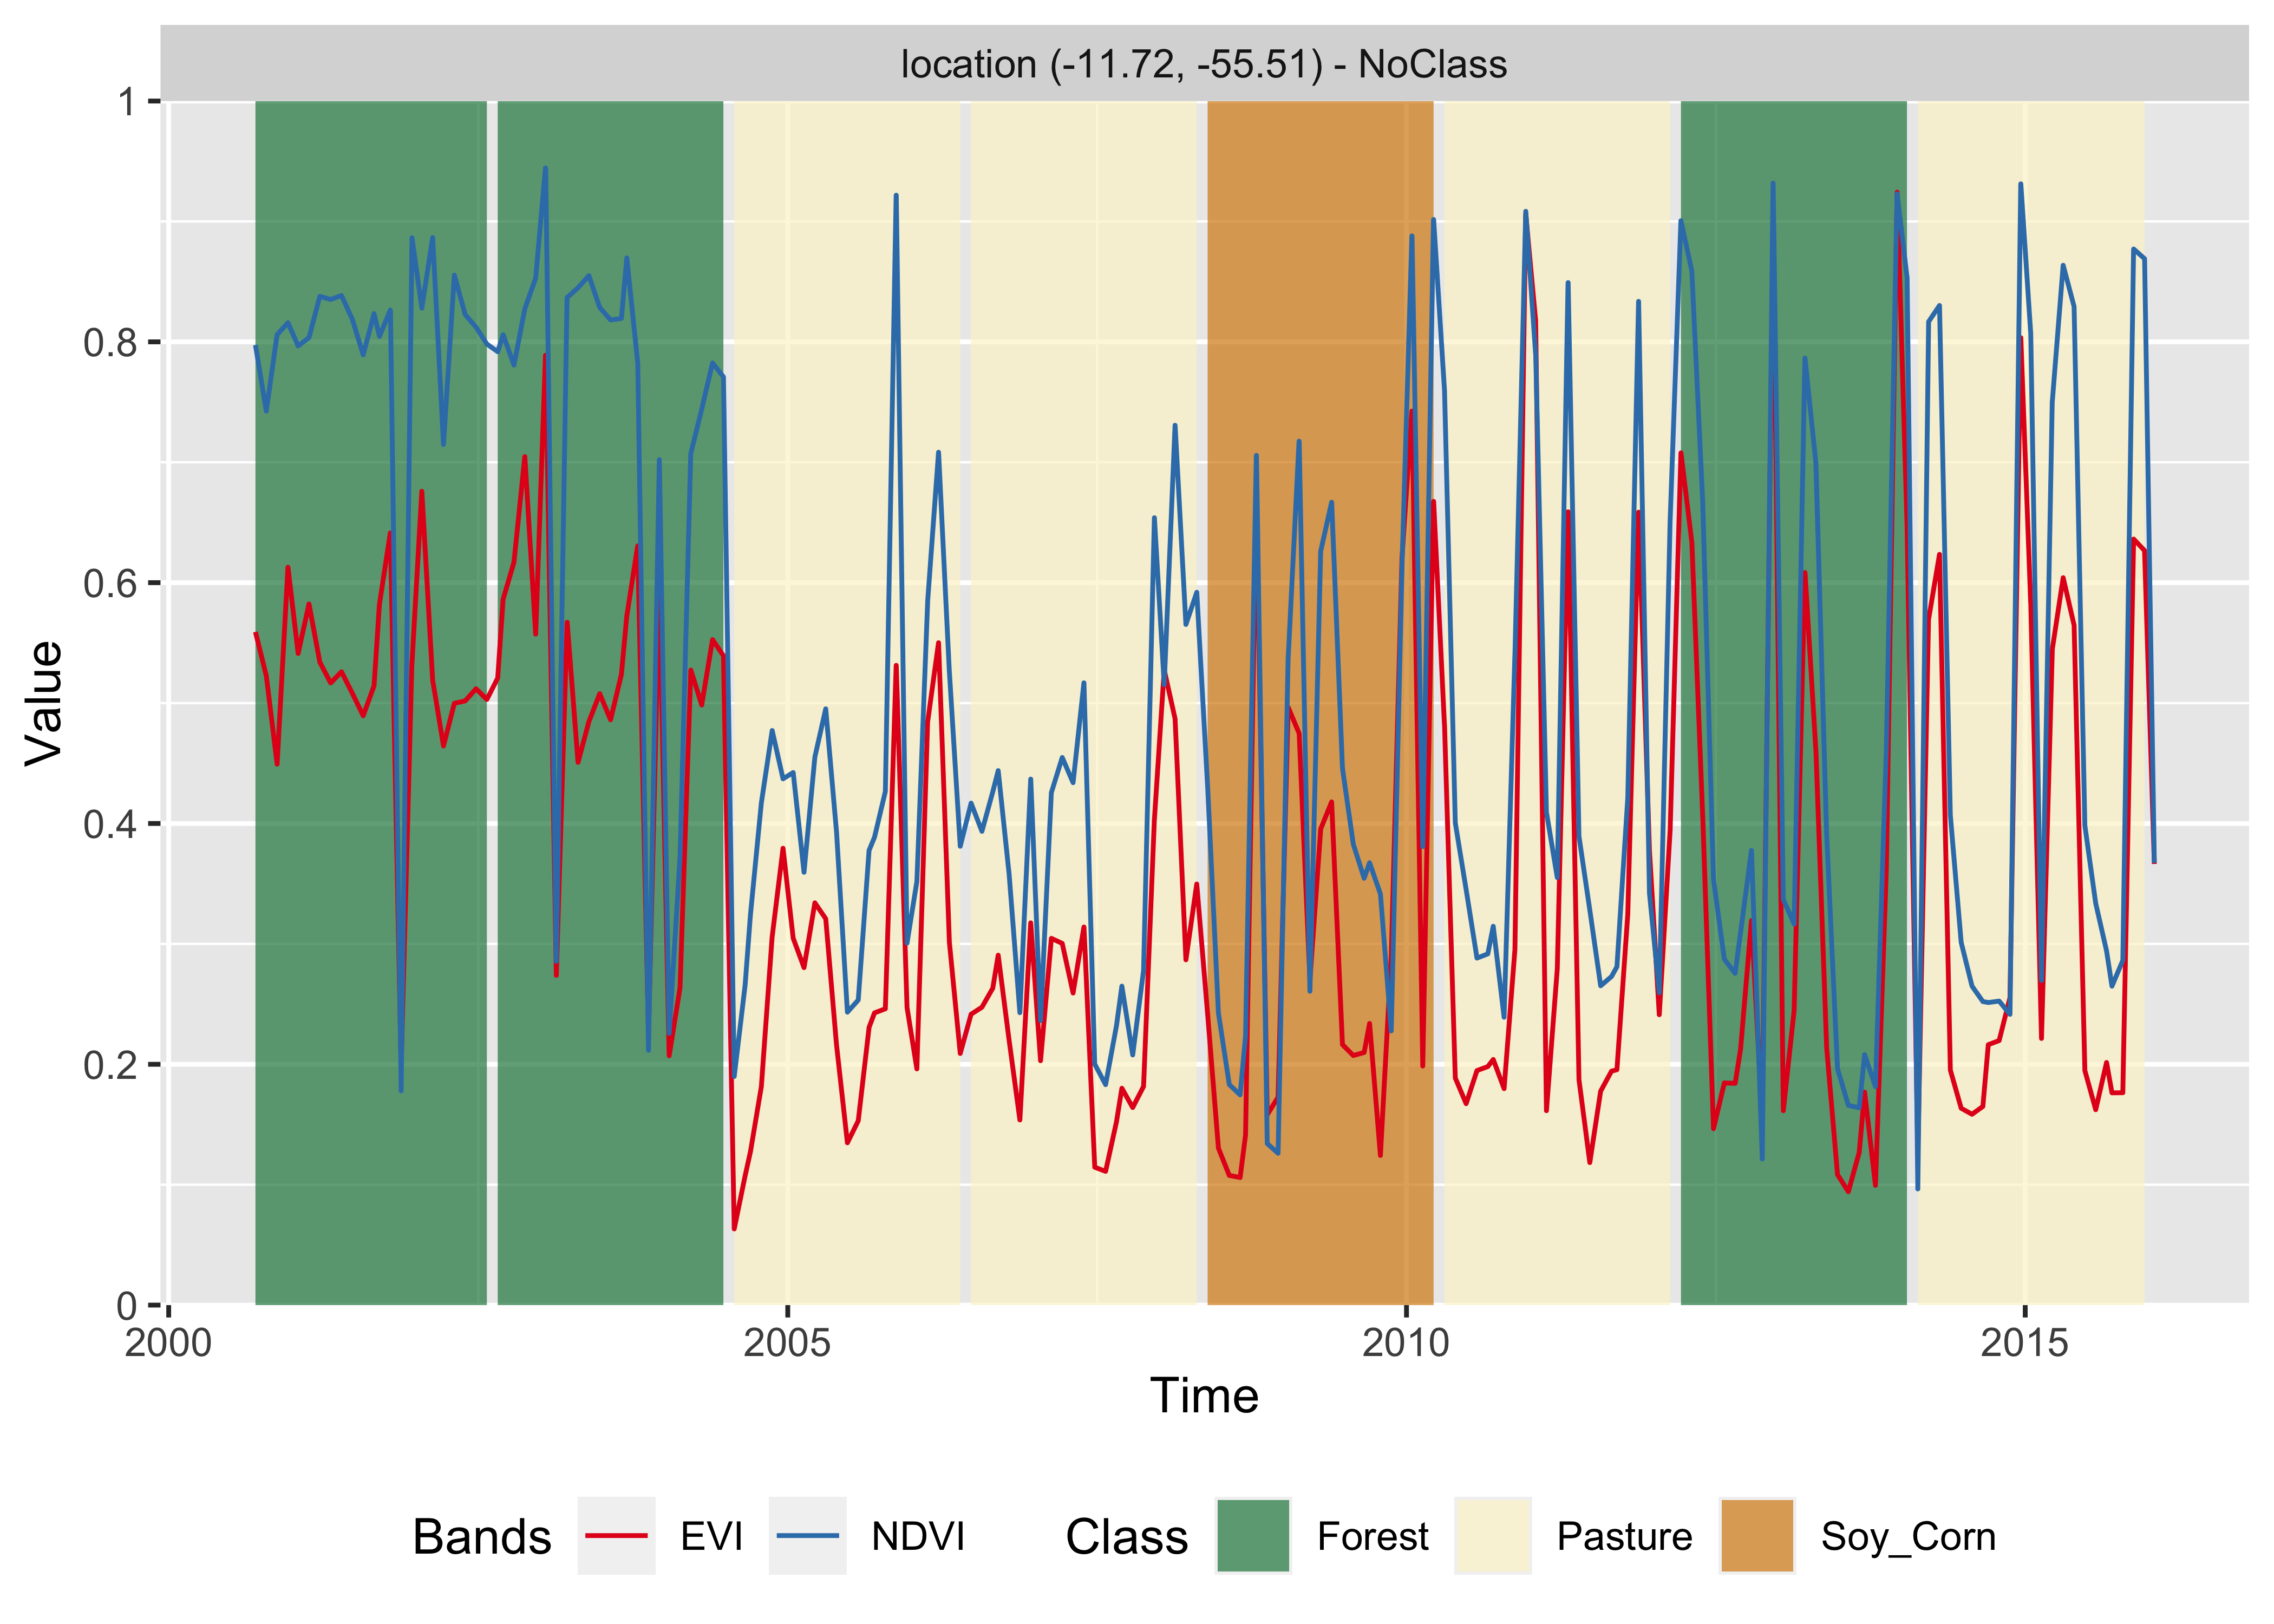 location (-11.72, -55.51) - NoClass
1
0.8
0.6
0.4
0.2
0
Value
2000 2005 2010 2015
Time
Bands EVI NDVI Class Forest Pasture Soy_Corn